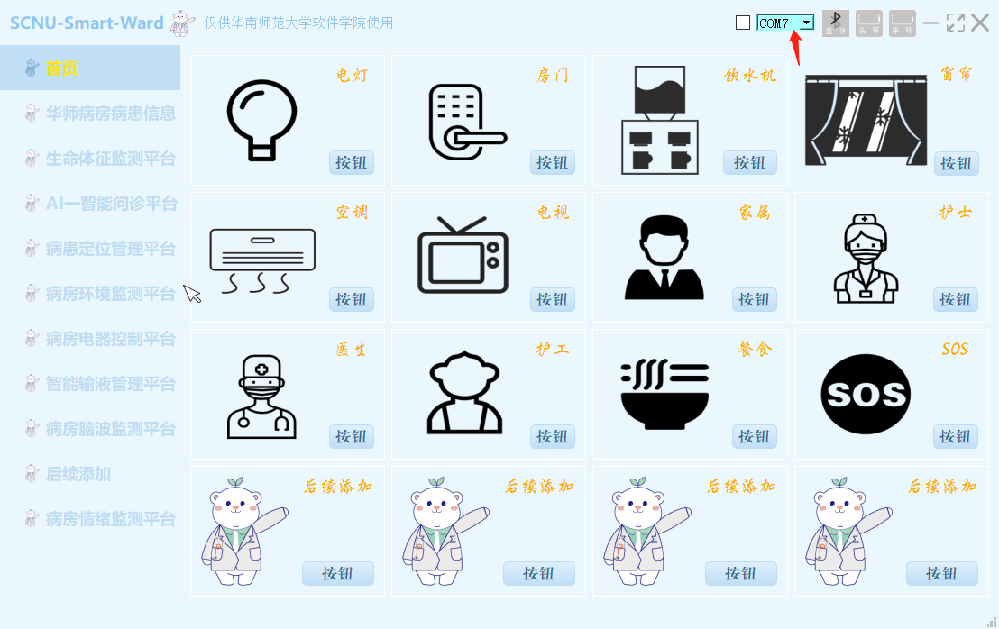 SCNU-Smart-Ward 仅供华南师范大学软件学院使用 COM7 蓝 牙 头 环 手 环
首页
华师病房病患信息
生命体征监测平台
AI一智能问诊平台
病患定位管理平台
病房环境监测平台
病房电器控制平台
智能输液管理平台
病房脑波监测平台
后续添加
病房情绪监测平台
电灯
按钮
房门
按钮
饮水机
按钮
窗帘
按钮
空调
按钮
电视
按钮
家属
按钮
护士
按钮
医生
按钮
护工
按钮
餐食
按钮
SOS
SOS
按钮
后续添加
按钮
后续添加
按钮
后续添加
按钮
后续添加
按钮